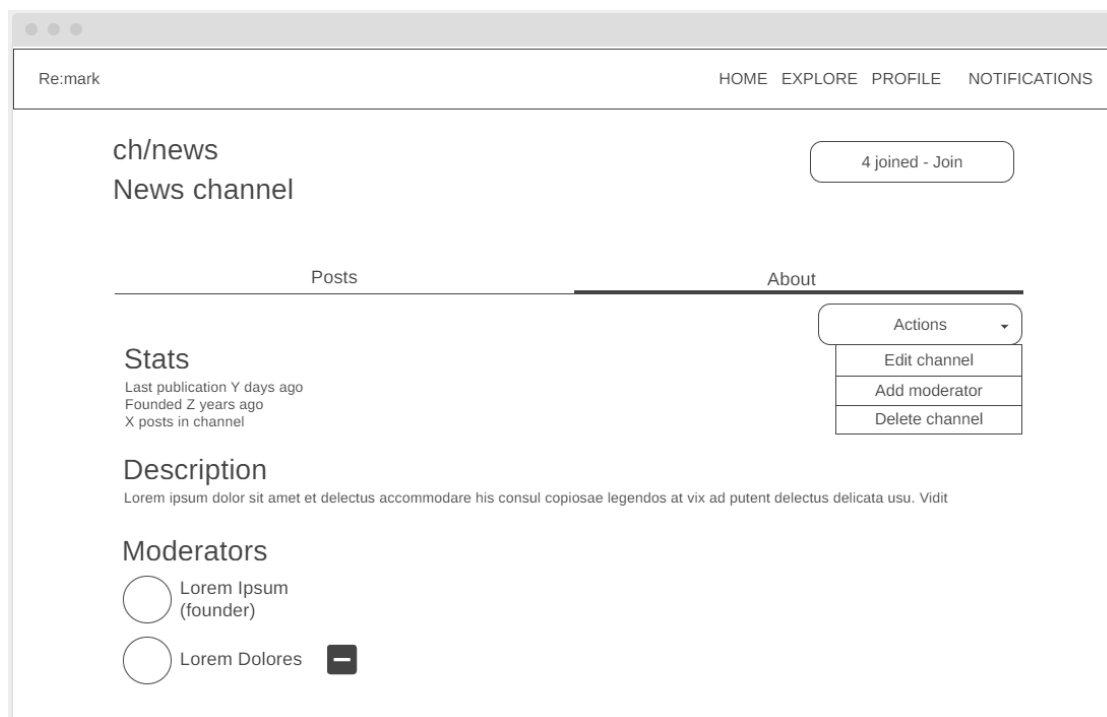 Re:mark
HOME EXPLORE PROFILE NOTIFICATIONS
ch/news
4 joined - Join
News channel
Posts
About
Actions
Edit channel
Add moderator
Delete channel
Stats
Last publication Y days ago
Founded Z years ago
X posts in channel
Description
Lorem ipsum dolor sit amet et delectus accommodare his consul copiosae legendos at vix ad putent delectus delicata usu. Vidit
Moderators
Lorem Ipsum
(founder)
Lorem Dolores